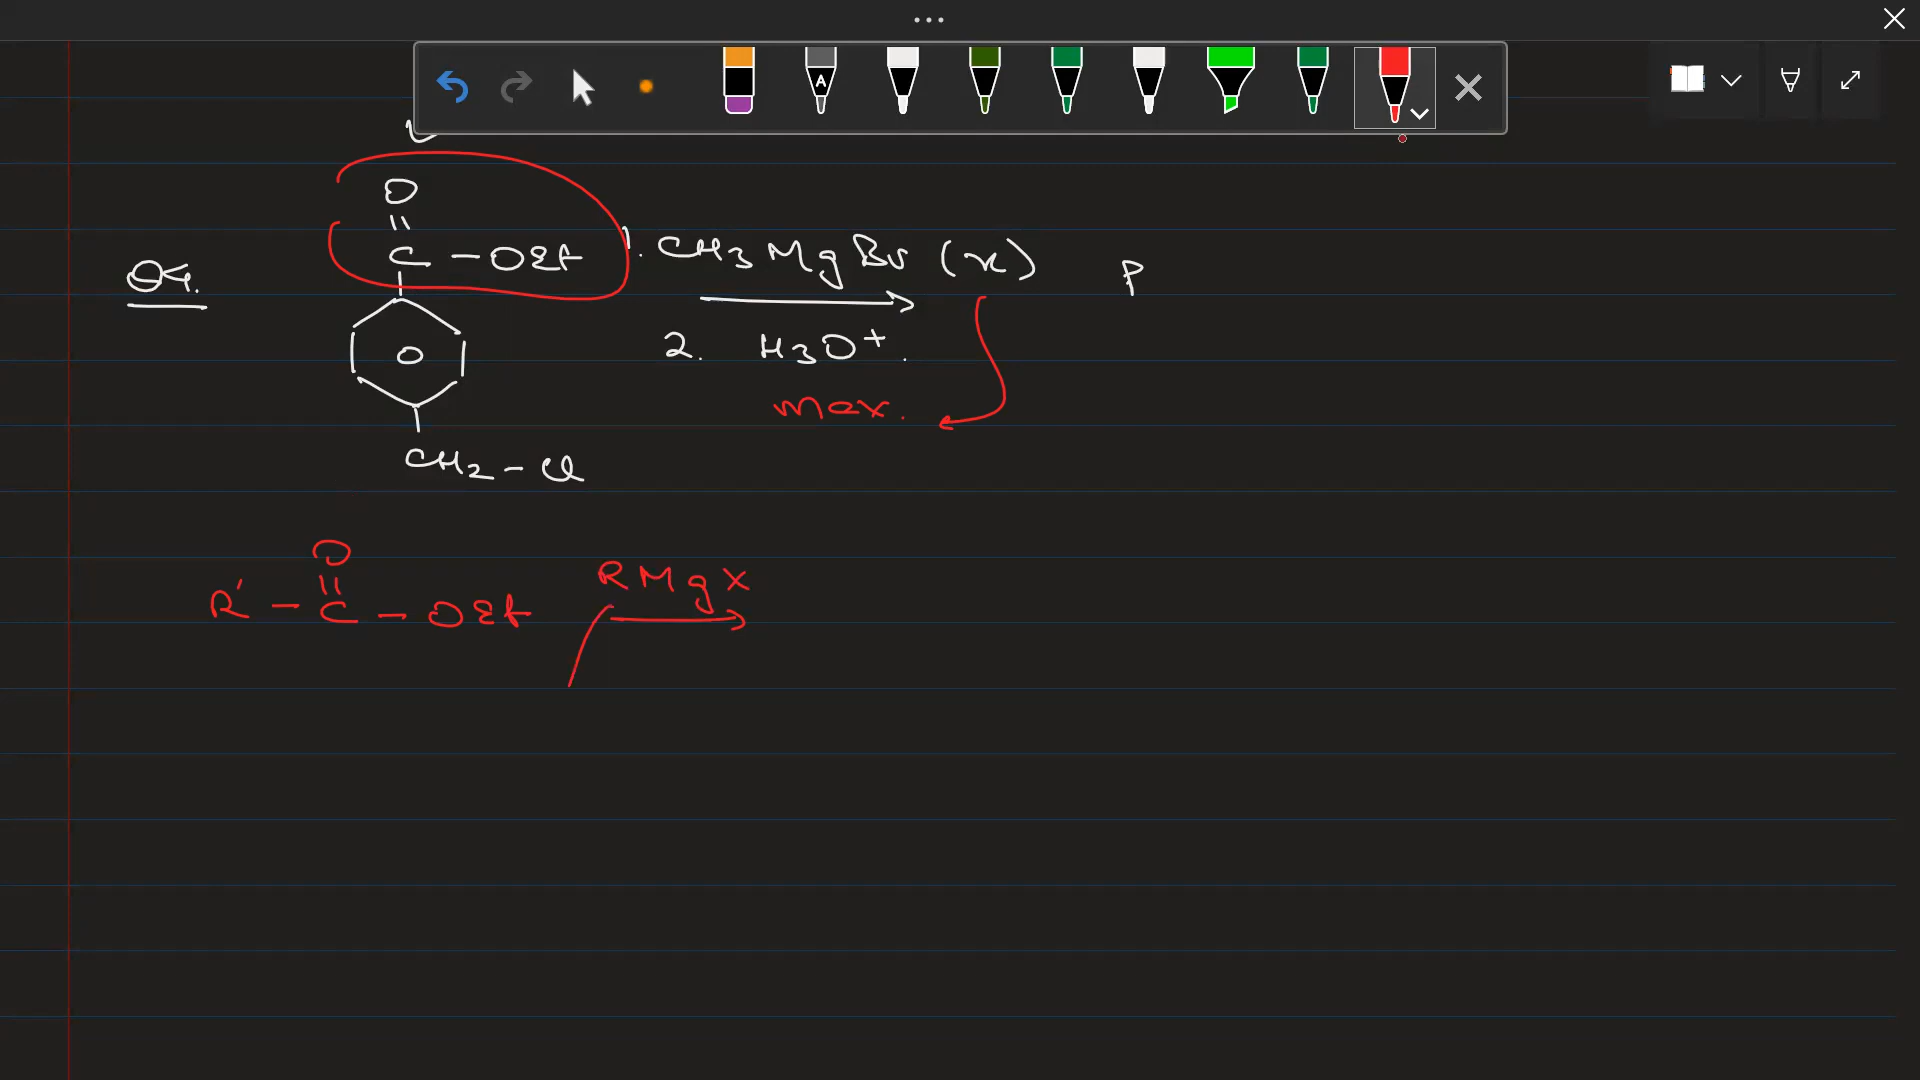 O
||
Q4. C - OEt 1. CH3MgBr (x) P
2. H3O+.
max.
CH2 - Cl
O
||
R' - C - OEt RMgX